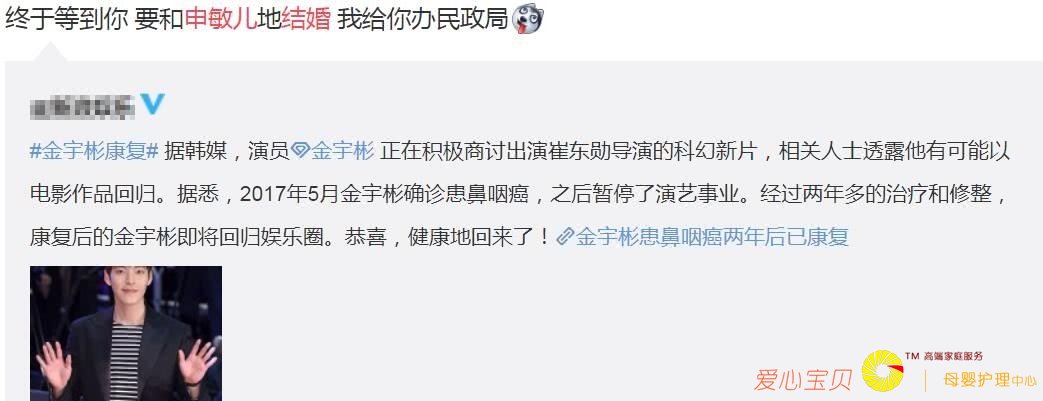 终于等到你 要和申敏儿地结婚 我给你办民政局
#金宇彬康复# 据韩媒，演员金宇彬 正在积极商讨出演崔东勋导演的科幻新片，相关人士透露他有可能以
电影作品回归。据悉，2017年5月金宇彬确诊患鼻咽癌，之后暂停了演艺事业。经过两年多的治疗和修整，
康复后的金宇彬即将回归娱乐圈。恭喜，健康地回来了！金宇彬患鼻咽癌两年后已康复
爱心宝贝
TM 高端家庭服务
母婴护理中心